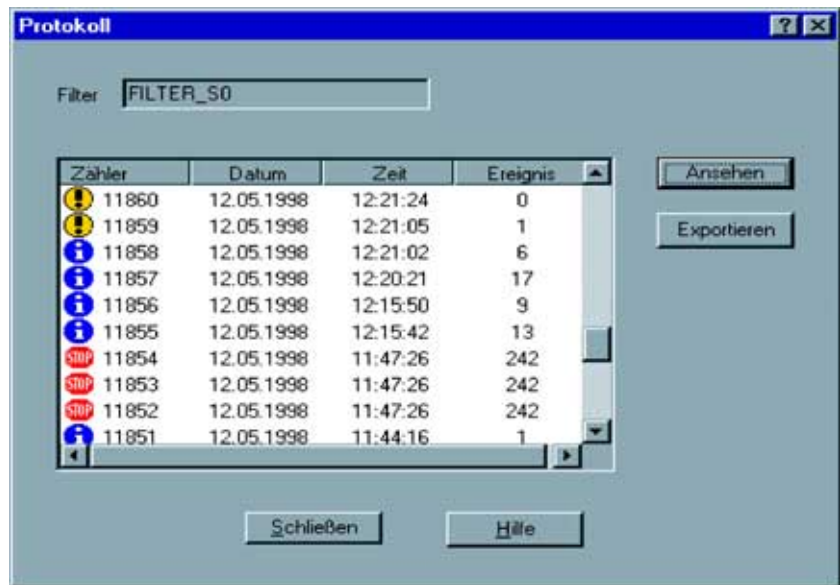 Protokoll
Filter FILTER_S0
Zähler Datum Zeit Ereignis
11860 12.05.1998 12:21:24 0
11859 12.05.1998 12:21:05 1
11858 12.05.1998 12:21:02 6
11857 12.05.1998 12:20:21 17
11856 12.05.1998 12:15:50 9
11855 12.05.1998 12:15:42 13
STOP 11854 12.05.1998 11:47:26 242
STOP 11853 12.05.1998 11:47:26 242
STOP 11852 12.05.1998 11:47:26 242
11851 12.05.1998 11:44:16 1
Ansehen
Exportieren
Schließen Hilfe